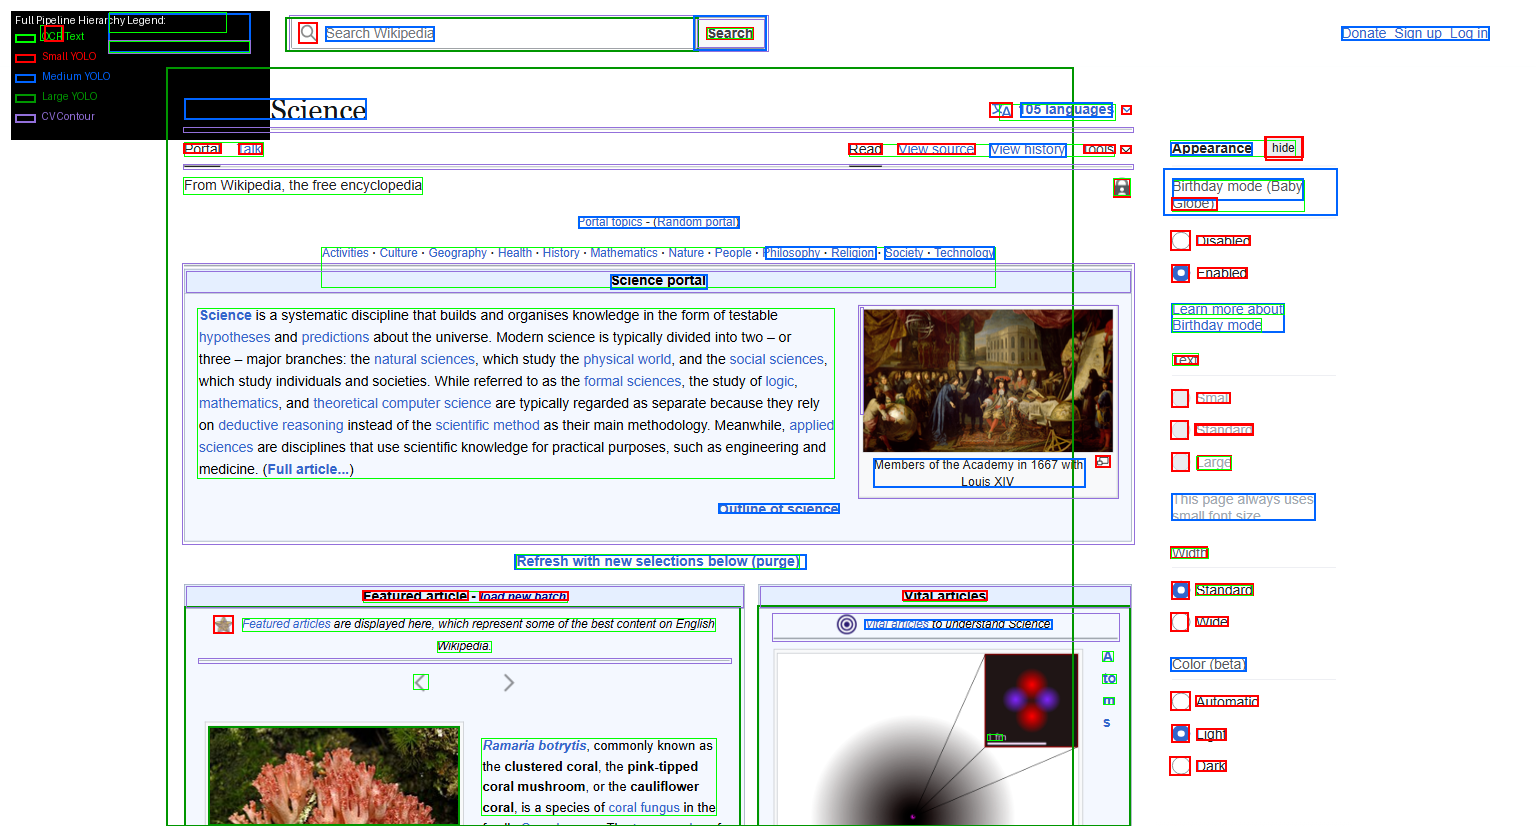 Full Pipeline Hierarchy Legend:
OCR Text
Small YOLO
Medium YOLO
Large YOLO
CV Contour
Search Wikipedia
Search
Donate Sign up Log in
Science
105 languages
Portal Talk
Read View source View history Tools
From Wikipedia, the free encyclopedia
Portal topics - (Random portal)
Activities · Culture · Geography · Health · History · Mathematics · Nature · People · Philosophy · Religion · Society · Technology
Science portal
Science is a systematic discipline that builds and organises knowledge in the form of testable
hypotheses and predictions about the universe. Modern science is typically divided into two – or
three – major branches: the natural sciences, which study the physical world, and the social sciences,
which study individuals and societies. While referred to as the formal sciences, the study of logic,
mathematics, and theoretical computer science are typically regarded as separate because they rely
on deductive reasoning instead of the scientific method as their main methodology. Meanwhile, applied
sciences are disciplines that use scientific knowledge for practical purposes, such as engineering and
medicine. (Full article...)
Members of the Academy in 1667 with
Louis XIV
Outline of science
Refresh with new selections below (purge)
Featured article - load new batch
Featured articles are displayed here, which represent some of the best content on English
Wikipedia.
Ramaria botrytis, commonly known as
the clustered coral, the pink-tipped
coral mushroom, or the cauliflower
coral, is a species of coral fungus in the
Vital articles
Vital articles to understand Science.
A
to
m
s
Appearance hide
Birthday mode (Baby
Globe)
Disabled
Enabled
Learn more about
Birthday mode
Text
Small
Standard
Large
This page always uses
small font size
Width
Standard
Wide
Color (beta)
Automatic
Light
Dark